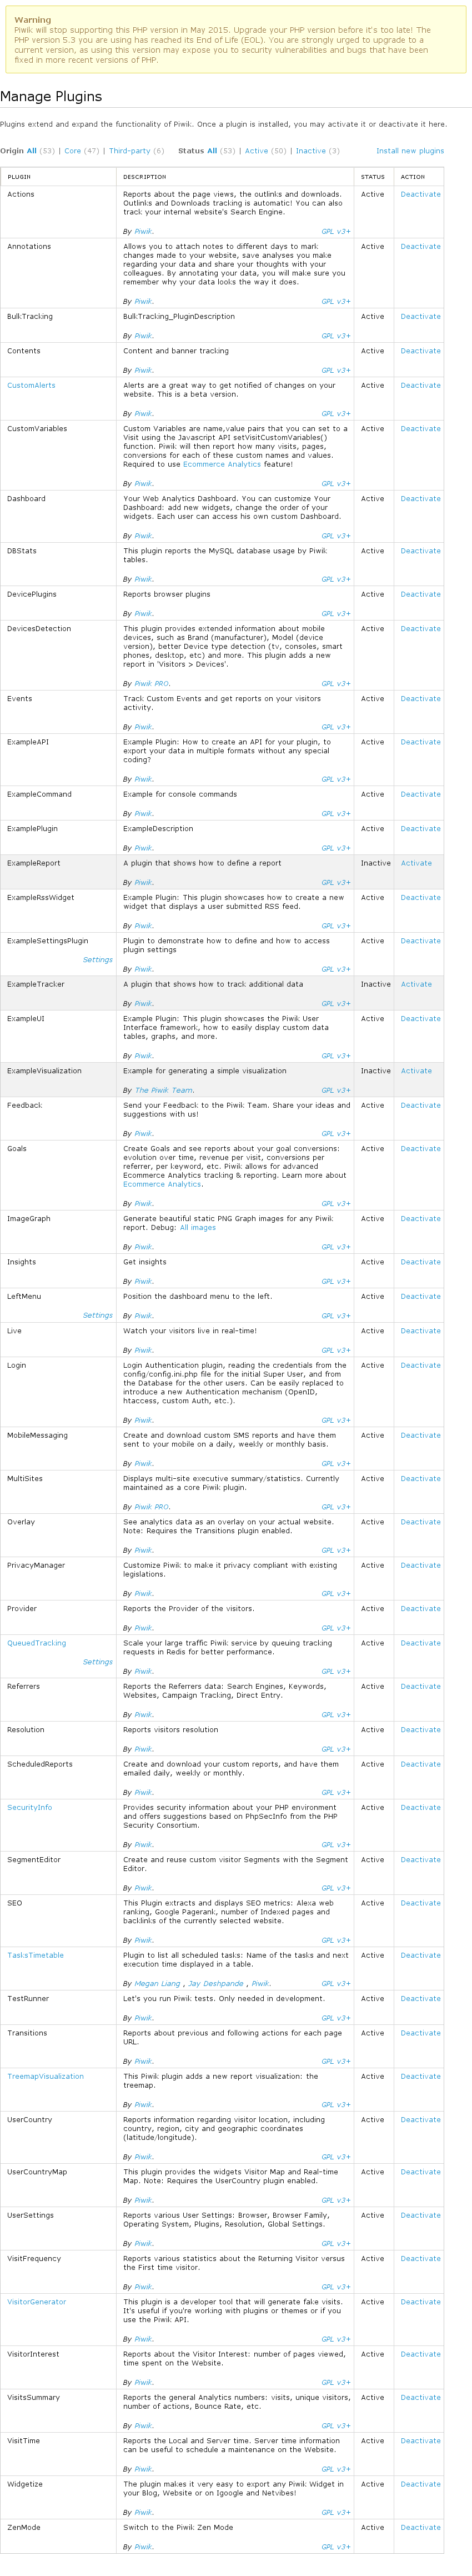 Warning
Piwik will stop supporting this PHP version in May 2015. Upgrade your PHP version before it's too late! The
PHP version 5.3 you are using has reached its End of Life (EOL). You are strongly urged to upgrade to a
current version, as using this version may expose you to security vulnerabilities and bugs that have been
fixed in more recent versions of PHP.
Manage Plugins
Plugins extend and expand the functionality of Piwik. Once a plugin is installed, you may activate it or deactivate it here.
Origin All (53) | Core (47) | Third-party (6) Status All (53) | Active (50) | Inactive (3) Install new plugins
PLUGIN DESCRIPTION STATUS ACTION
Actions Reports about the page views, the outlinks and downloads. Active Deactivate
Outlinks and Downloads tracking is automatic! You can also
track your internal website's Search Engine.
By Piwik. GPL v3+
Annotations Allows you to attach notes to different days to mark Active Deactivate
changes made to your website, save analyses you make
regarding your data and share your thoughts with your
colleagues. By annotating your data, you will make sure you
remember why your data looks the way it does.
By Piwik. GPL v3+
BulkTracking BulkTracking_PluginDescription Active Deactivate
By Piwik. GPL v3+
Contents Content and banner tracking Active Deactivate
By Piwik. GPL v3+
CustomAlerts Alerts are a great way to get notified of changes on your Active Deactivate
website. This is a beta version.
By Piwik. GPL v3+
CustomVariables Custom Variables are name,value pairs that you can set to a Active Deactivate
Visit using the Javascript API setVisitCustomVariables()
function. Piwik will then report how many visits, pages,
conversions for each of these custom names and values.
Required to use Ecommerce Analytics feature!
By Piwik. GPL v3+
Dashboard Your Web Analytics Dashboard. You can customize Your Active Deactivate
Dashboard: add new widgets, change the order of your
widgets. Each user can access his own custom Dashboard.
By Piwik. GPL v3+
DBStats This plugin reports the MySQL database usage by Piwik Active Deactivate
tables.
By Piwik. GPL v3+
DevicePlugins Reports browser plugins Active Deactivate
By Piwik. GPL v3+
DevicesDetection This plugin provides extended information about mobile Active Deactivate
devices, such as Brand (manufacturer), Model (device
version), better Device type detection (tv, consoles, smart
phones, desktop, etc) and more. This plugin adds a new
report in 'Visitors > Devices'.
By Piwik PRO. GPL v3+
Events Track Custom Events and get reports on your visitors Active Deactivate
activity.
By Piwik. GPL v3+
ExampleAPI Example Plugin: How to create an API for your plugin, to Active Deactivate
export your data in multiple formats without any special
coding?
By Piwik. GPL v3+
ExampleCommand Example for console commands Active Deactivate
By Piwik. GPL v3+
ExamplePlugin ExampleDescription Active Deactivate
By Piwik. GPL v3+
ExampleReport A plugin that shows how to define a report Inactive Activate
By Piwik. GPL v3+
ExampleRssWidget Example Plugin: This plugin showcases how to create a new Active Deactivate
widget that displays a user submitted RSS feed.
By Piwik. GPL v3+
ExampleSettingsPlugin Plugin to demonstrate how to define and how to access Active Deactivate
plugin settings
Settings
By Piwik. GPL v3+
ExampleTracker A plugin that shows how to track additional data Inactive Activate
By Piwik. GPL v3+
ExampleUI Example Plugin: This plugin showcases the Piwik User Active Deactivate
Interface framework, how to easily display custom data
tables, graphs, and more.
By Piwik. GPL v3+
ExampleVisualization Example for generating a simple visualization Inactive Activate
By The Piwik Team. GPL v3+
Feedback Send your Feedback to the Piwik Team. Share your ideas and Active Deactivate
suggestions with us!
By Piwik. GPL v3+
Goals Create Goals and see reports about your goal conversions: Active Deactivate
evolution over time, revenue per visit, conversions per
referrer, per keyword, etc. Piwik allows for advanced
Ecommerce Analytics tracking & reporting. Learn more about
Ecommerce Analytics.
By Piwik. GPL v3+
ImageGraph Generate beautiful static PNG Graph images for any Piwik Active Deactivate
report. Debug: All images
By Piwik. GPL v3+
Insights Get insights Active Deactivate
By Piwik. GPL v3+
LeftMenu Position the dashboard menu to the left. Active Deactivate
Settings By Piwik. GPL v3+
Live Watch your visitors live in real-time! Active Deactivate
By Piwik. GPL v3+
Login Login Authentication plugin, reading the credentials from the Active Deactivate
config/config.ini.php file for the initial Super User, and from
the Database for the other users. Can be easily replaced to
introduce a new Authentication mechanism (OpenID,
htaccess, custom Auth, etc.).
By Piwik. GPL v3+
MobileMessaging Create and download custom SMS reports and have them Active Deactivate
sent to your mobile on a daily, weekly or monthly basis.
By Piwik. GPL v3+
MultiSites Displays multi-site executive summary/statistics. Currently Active Deactivate
maintained as a core Piwik plugin.
By Piwik PRO. GPL v3+
Overlay See analytics data as an overlay on your actual website. Active Deactivate
Note: Requires the Transitions plugin enabled.
By Piwik. GPL v3+
PrivacyManager Customize Piwik to make it privacy compliant with existing Active Deactivate
legislations.
By Piwik. GPL v3+
Provider Reports the Provider of the visitors. Active Deactivate
By Piwik. GPL v3+
QueuedTracking Scale your large traffic Piwik service by queuing tracking Active Deactivate
requests in Redis for better performance.
Settings
By Piwik. GPL v3+
Referrers Reports the Referrers data: Search Engines, Keywords, Active Deactivate
Websites, Campaign Tracking, Direct Entry.
By Piwik. GPL v3+
Resolution Reports visitors resolution Active Deactivate
By Piwik. GPL v3+
ScheduledReports Create and download your custom reports, and have them Active Deactivate
emailed daily, weekly or monthly.
By Piwik. GPL v3+
SecurityInfo Provides security information about your PHP environment Active Deactivate
and offers suggestions based on PhpSecInfo from the PHP
Security Consortium.
By Piwik. GPL v3+
SegmentEditor Create and reuse custom visitor Segments with the Segment Active Deactivate
Editor.
By Piwik. GPL v3+
SEO This Plugin extracts and displays SEO metrics: Alexa web Active Deactivate
ranking, Google Pagerank, number of Indexed pages and
backlinks of the currently selected website.
By Piwik. GPL v3+
TasksTimetable Plugin to list all scheduled tasks: Name of the tasks and next Active Deactivate
execution time displayed in a table.
By Megan Liang , Jay Deshpande , Piwik. GPL v3+
TestRunner Let's you run Piwik tests. Only needed in development. Active Deactivate
By Piwik. GPL v3+
Transitions Reports about previous and following actions for each page Active Deactivate
URL.
By Piwik. GPL v3+
TreemapVisualization This Piwik plugin adds a new report visualization: the Active Deactivate
treemap.
By Piwik. GPL v3+
UserCountry Reports information regarding visitor location, including Active Deactivate
country, region, city and geographic coordinates
(latitude/longitude).
By Piwik. GPL v3+
UserCountryMap This plugin provides the widgets Visitor Map and Real-time Active Deactivate
Map. Note: Requires the UserCountry plugin enabled.
By Piwik. GPL v3+
UserSettings Reports various User Settings: Browser, Browser Family, Active Deactivate
Operating System, Plugins, Resolution, Global Settings.
By Piwik. GPL v3+
VisitFrequency Reports various statistics about the Returning Visitor versus Active Deactivate
the First time visitor.
By Piwik. GPL v3+
VisitorGenerator This plugin is a developer tool that will generate fake visits. Active Deactivate
It's useful if you're working with plugins or themes or if you
use the Piwik API.
By Piwik. GPL v3+
VisitorInterest Reports about the Visitor Interest: number of pages viewed, Active Deactivate
time spent on the Website.
By Piwik. GPL v3+
VisitsSummary Reports the general Analytics numbers: visits, unique visitors, Active Deactivate
number of actions, Bounce Rate, etc.
By Piwik. GPL v3+
VisitTime Reports the Local and Server time. Server time information Active Deactivate
can be useful to schedule a maintenance on the Website.
By Piwik. GPL v3+
Widgetize The plugin makes it very easy to export any Piwik Widget in Active Deactivate
your Blog, Website or on Igoogle and Netvibes!
By Piwik. GPL v3+
ZenMode Switch to the Piwik Zen Mode Active Deactivate
By Piwik. GPL v3+